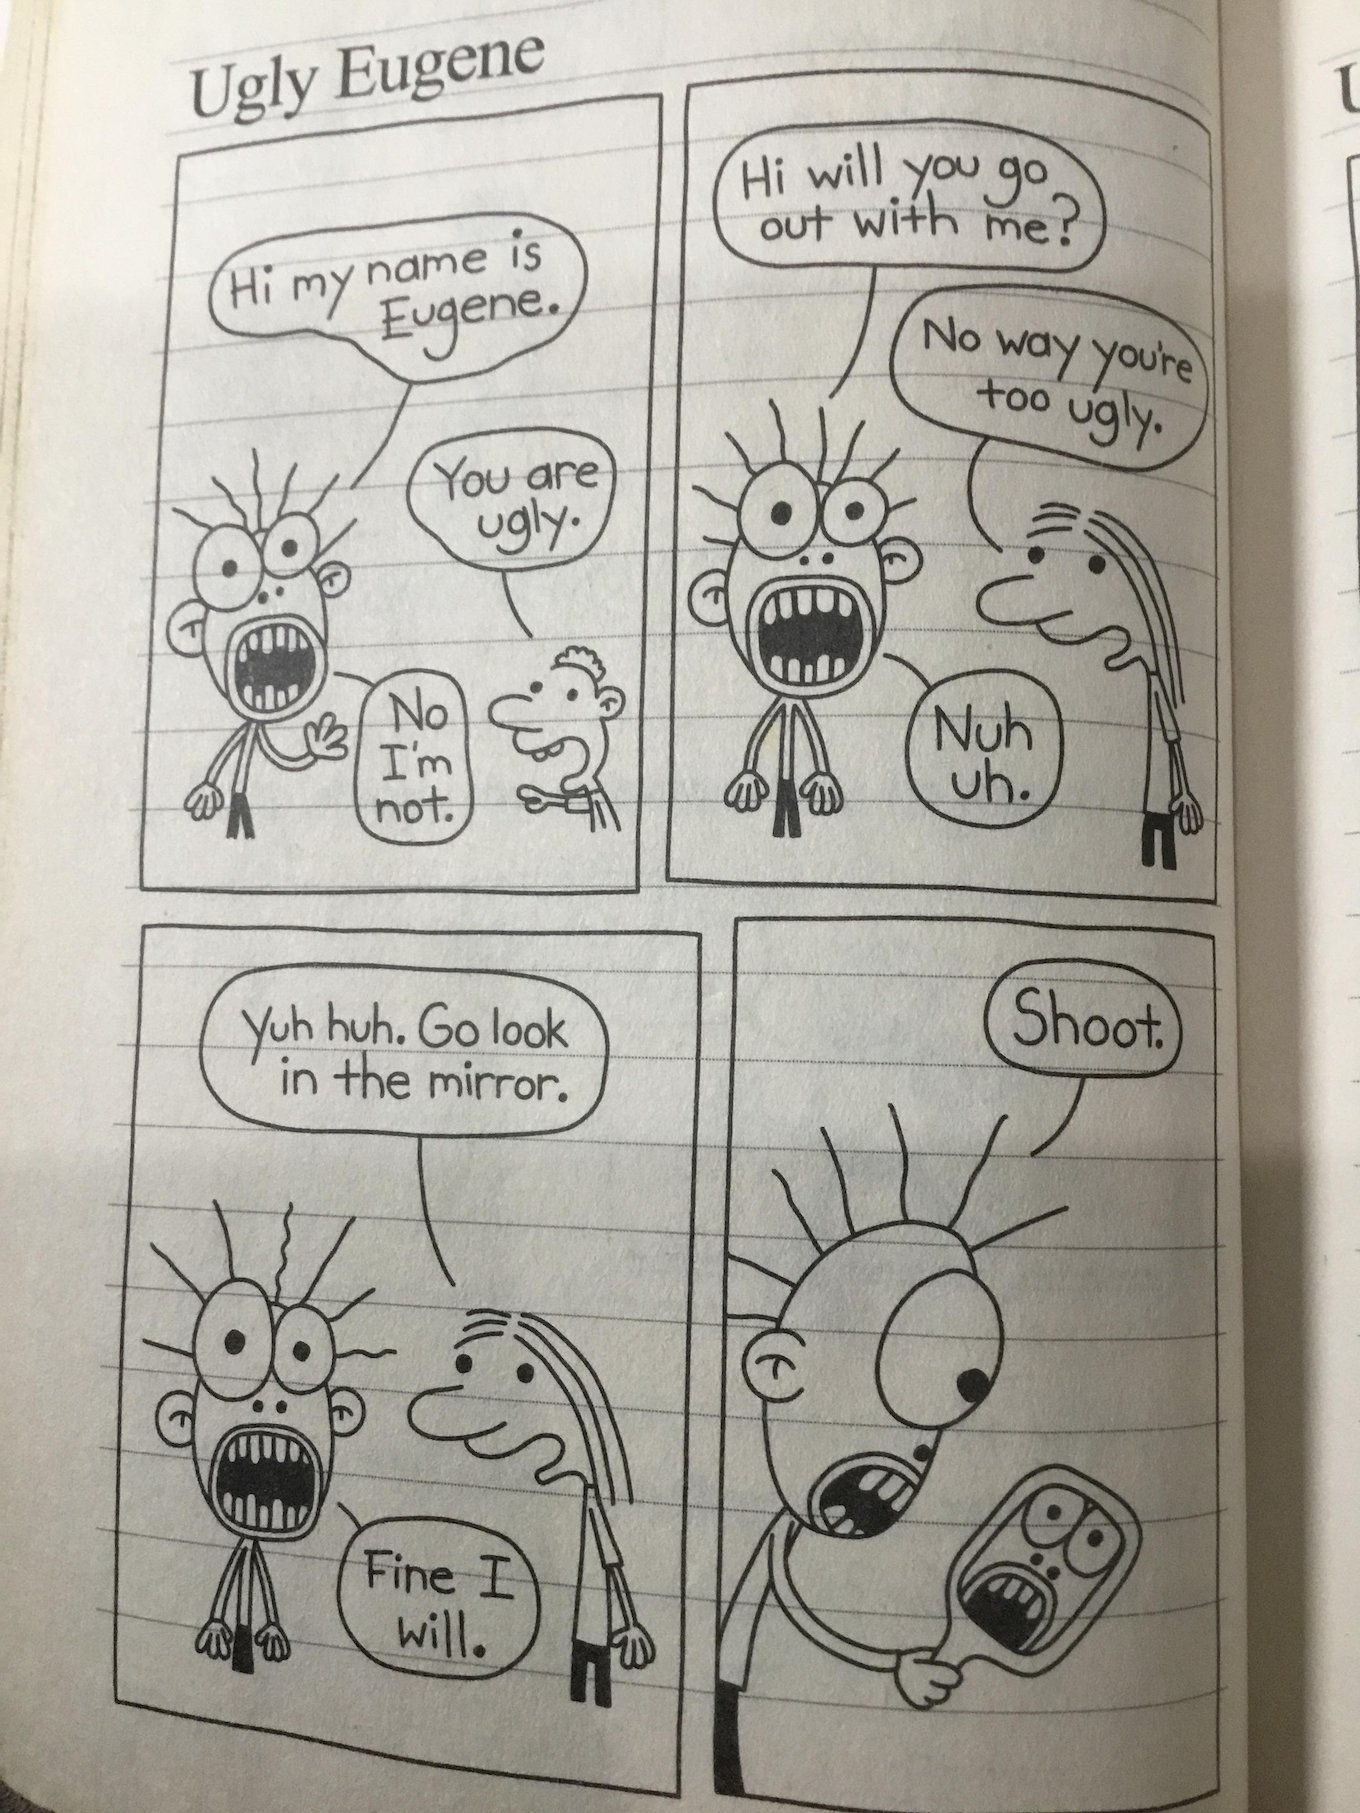 Ugly Eugene
Hi my name is
Eugene.
You are
ugly.
No
I'm
not.
Hi will you go
out with me?
No way you're
too ugly.
Nuh
uh.
Yuh huh. Go look
in the mirror.
Fine I
will.
Shoot.